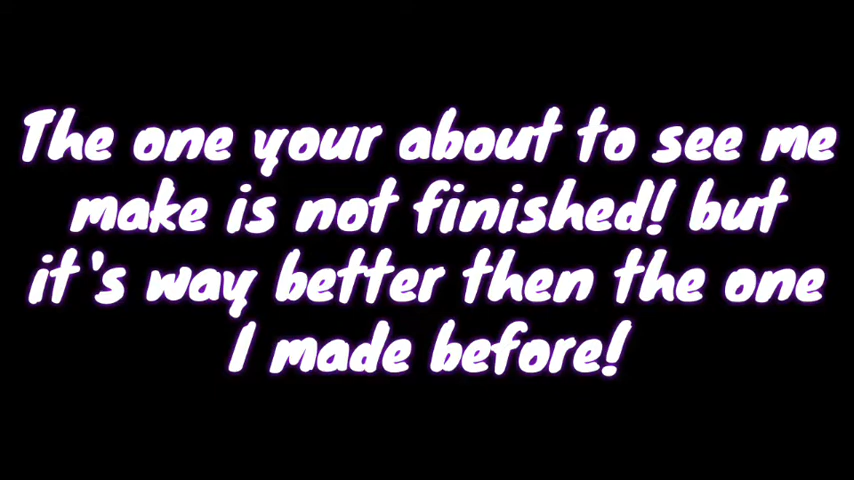 The one your about to see me
make is not finished! but
it's way better then the one
I made before!